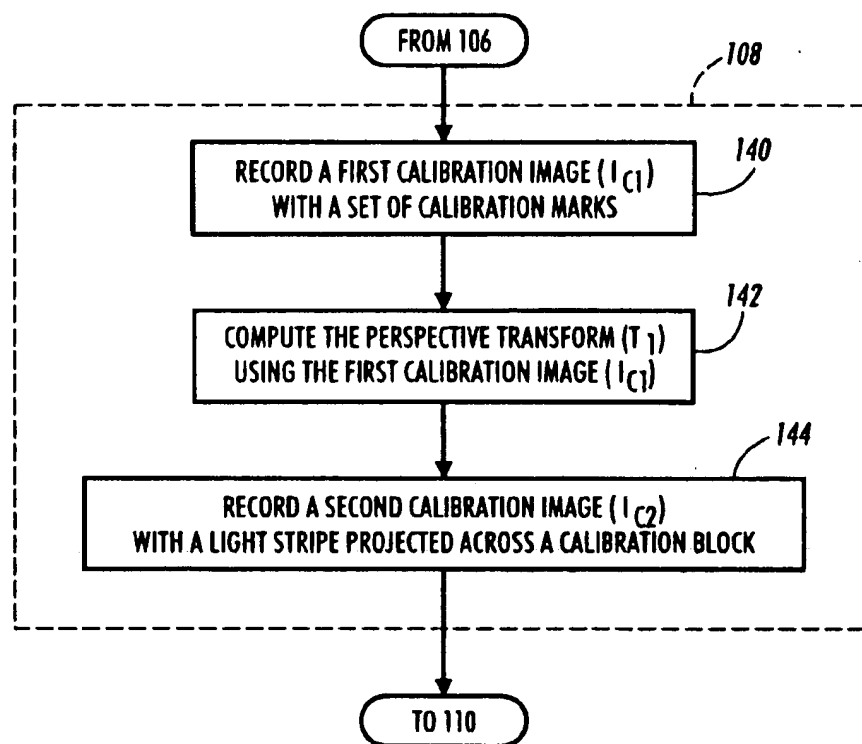 FROM 106
108
RECORD A FIRST CALIBRATION IMAGE (I C1)
WITH A SET OF CALIBRATION MARKS
140
142
COMPUTE THE PERSPECTIVE TRANSFORM (T 1)
USING THE FIRST CALIBRATION IMAGE (I C1)
144
RECORD A SECOND CALIBRATION IMAGE (I C2)
WITH A LIGHT STRIPE PROJECTED ACROSS A CALIBRATION BLOCK
TO 110